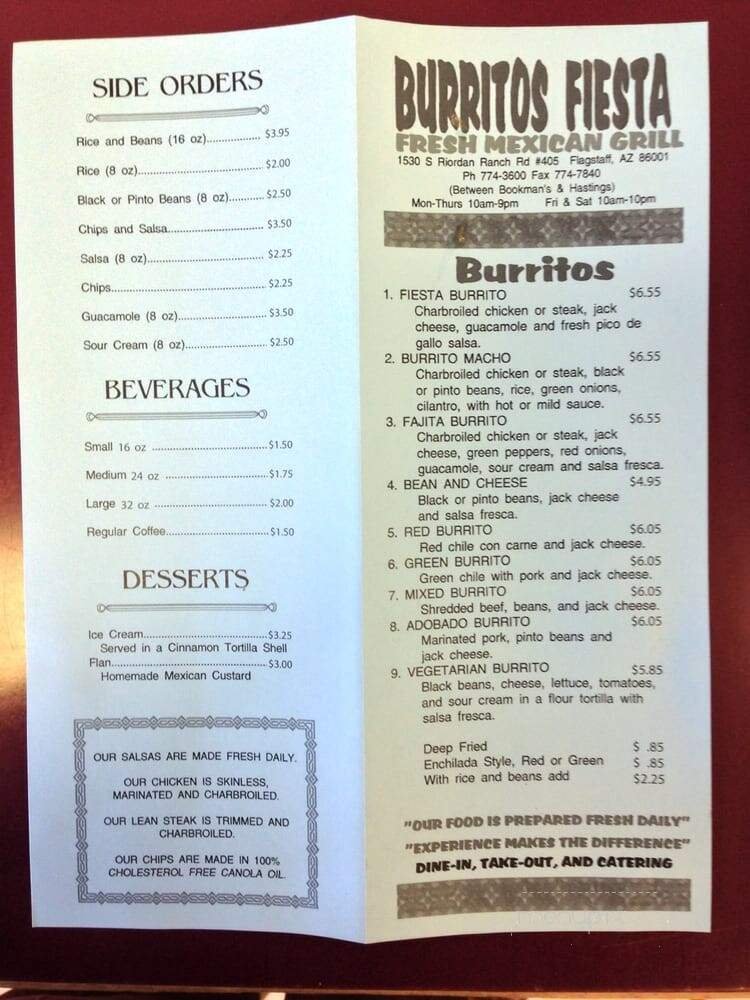 SIDE ORDERS
Rice and Beans (16 oz)................. $3.95
Rice (8 oz)....................................... $2.00
Black or Pinto Beans (8 oz)........... $2.50
Chips and Salsa............................. $3.50
Salsa (8 oz)................................... $2.25
Chips.............................................. $2.25
Guacamole (8 oz)........................... $3.50
Sour Cream (8 oz)......................... $2.50
BEVERAGES
Small 16 oz ...................................$1.50
Medium 24 oz ...............................$1.75
Large 32 oz ...................................$2.00
Regular Coffee...............................$1.50
DESSERTS
Ice Cream......................................$3.25
Served in a Cinnamon Tortilla Shell
Flan................................................$3.00
Homemade Mexican Custard
OUR SALSAS ARE MADE FRESH DAILY.
OUR CHICKEN IS SKINLESS,
MARINATED AND CHARBROILED.
OUR LEAN STEAK IS TRIMMED AND
CHARBROILED.
OUR CHIPS ARE MADE IN 100%
CHOLESTEROL FREE CANOLA OIL.
BURRITOS FIESTA
FRESH MEXICAN GRILL
1530 S Riordan Ranch Rd #405 Flagstaff, AZ 86001
Ph 774-3600 Fax 774-7840
(Between Bookman's & Hastings)
Mon-Thurs 10am-9pm Fri & Sat 10am-10pm
Burritos
1. FIESTA BURRITO $6.55
Charbroiled chicken or steak, jack
cheese, guacamole and fresh pico de
gallo salsa.
2. BURRITO MACHO $6.55
Charbroiled chicken or steak, black
or pinto beans, rice, green onions,
cilantro, with hot or mild sauce.
3. FAJITA BURRITO $6.55
Charbroiled chicken or steak, jack
cheese, green peppers, red onions,
guacamole, sour cream and salsa fresca.
4. BEAN AND CHEESE $4.95
Black or pinto beans, jack cheese
and salsa fresca.
5. RED BURRITO $6.05
Red chile con carne and jack cheese.
6. GREEN BURRITO $6.05
Green chile with pork and jack cheese.
7. MIXED BURRITO $6.05
Shredded beef, beans, and jack cheese.
8. ADOBADO BURRITO $6.05
Marinated pork, pinto beans and
jack cheese.
9. VEGETARIAN BURRITO $5.85
Black beans, cheese, lettuce, tomatoes,
and sour cream in a flour tortilla with
salsa fresca.
Deep Fried $ .85
Enchilada Style, Red or Green $ .85
With rice and beans add $2.25
"OUR FOOD IS PREPARED FRESH DAILY"
"EXPERIENCE MAKES THE DIFFERENCE"
DINE-IN, TAKE-OUT, AND CATERING